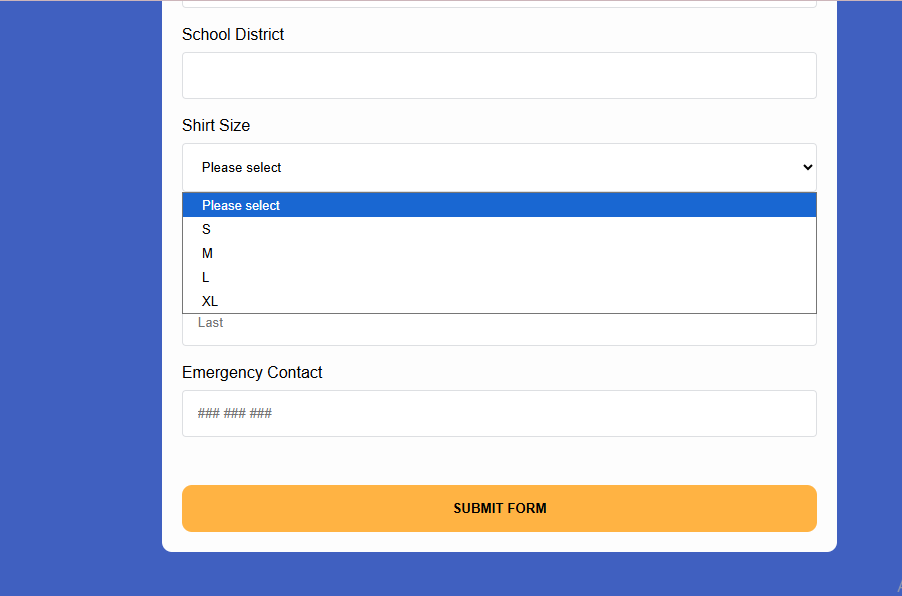 School District
Shirt Size
Please select
Please select
S
M
L
XL
Last
Emergency Contact
### ### ###
SUBMIT FORM